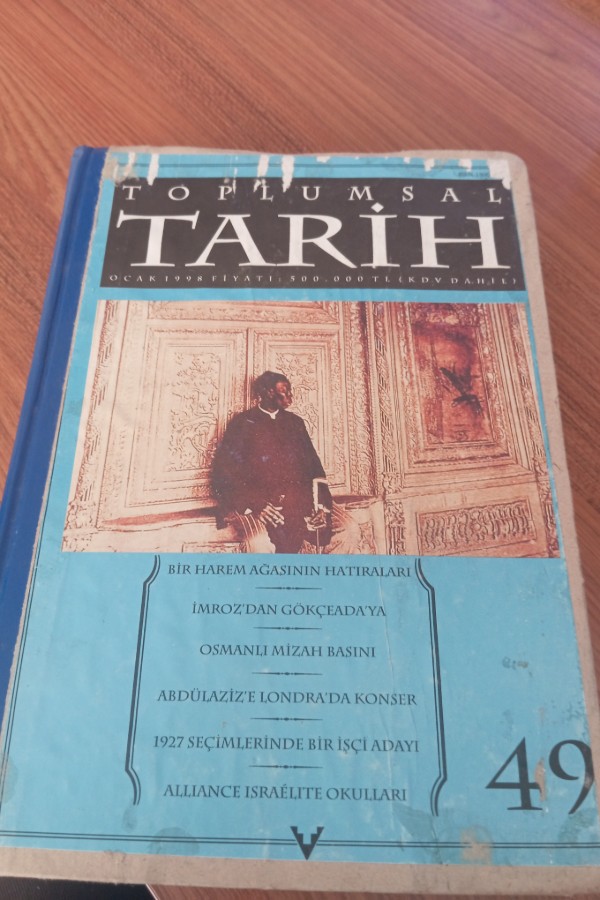 TOPLUMSAL
TARİH
OCAK 1998 FİYATI: 500.000 TL (KDV DAHİL)
BİR HAREM AĞASININ HATIRALARI
İMROZ'DAN GÖKÇEADA'YA
OSMANLI MİZAH BASINI
ABDÜLAZİZ'E LONDRA'DA KONSER
1927 SEÇİMLERİNDE BİR İŞÇİ ADAYI
ALLIANCE ISRAÉLITE OKULLARI
49